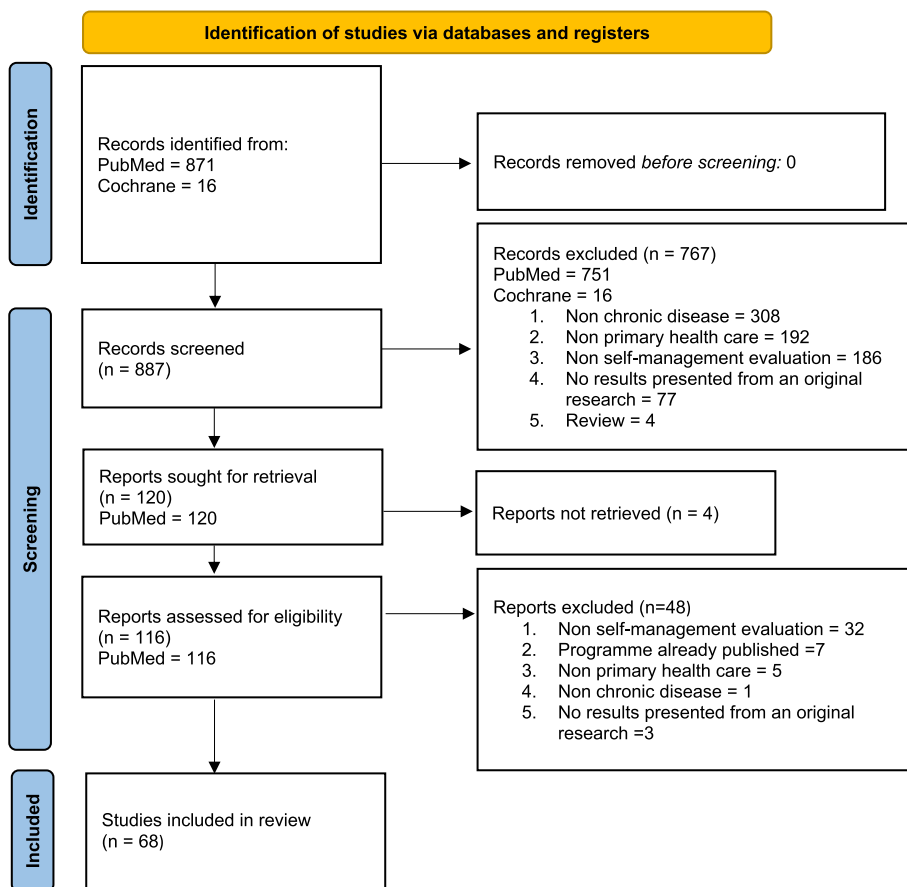 Identification of studies via databases and registers
Identification
Records identified from:
PubMed = 871
Cochrane = 16
Records removed before screening: 0
Screening
Records screened
(n = 887)
Records excluded (n = 767)
PubMed = 751
Cochrane = 16
1. Non chronic disease = 308
2. Non primary health care = 192
3. Non self-management evaluation = 186
4. No results presented from an original
research = 77
5. Review = 4
Reports sought for retrieval
(n = 120)
PubMed = 120
Reports not retrieved (n = 4)
Reports assessed for eligibility
(n = 116)
PubMed = 116
Reports excluded (n=48)
1. Non self-management evaluation = 32
2. Programme already published =7
3. Non primary health care = 5
4. Non chronic disease = 1
5. No results presented from an original
research =3
Included
Studies included in review
(n = 68)